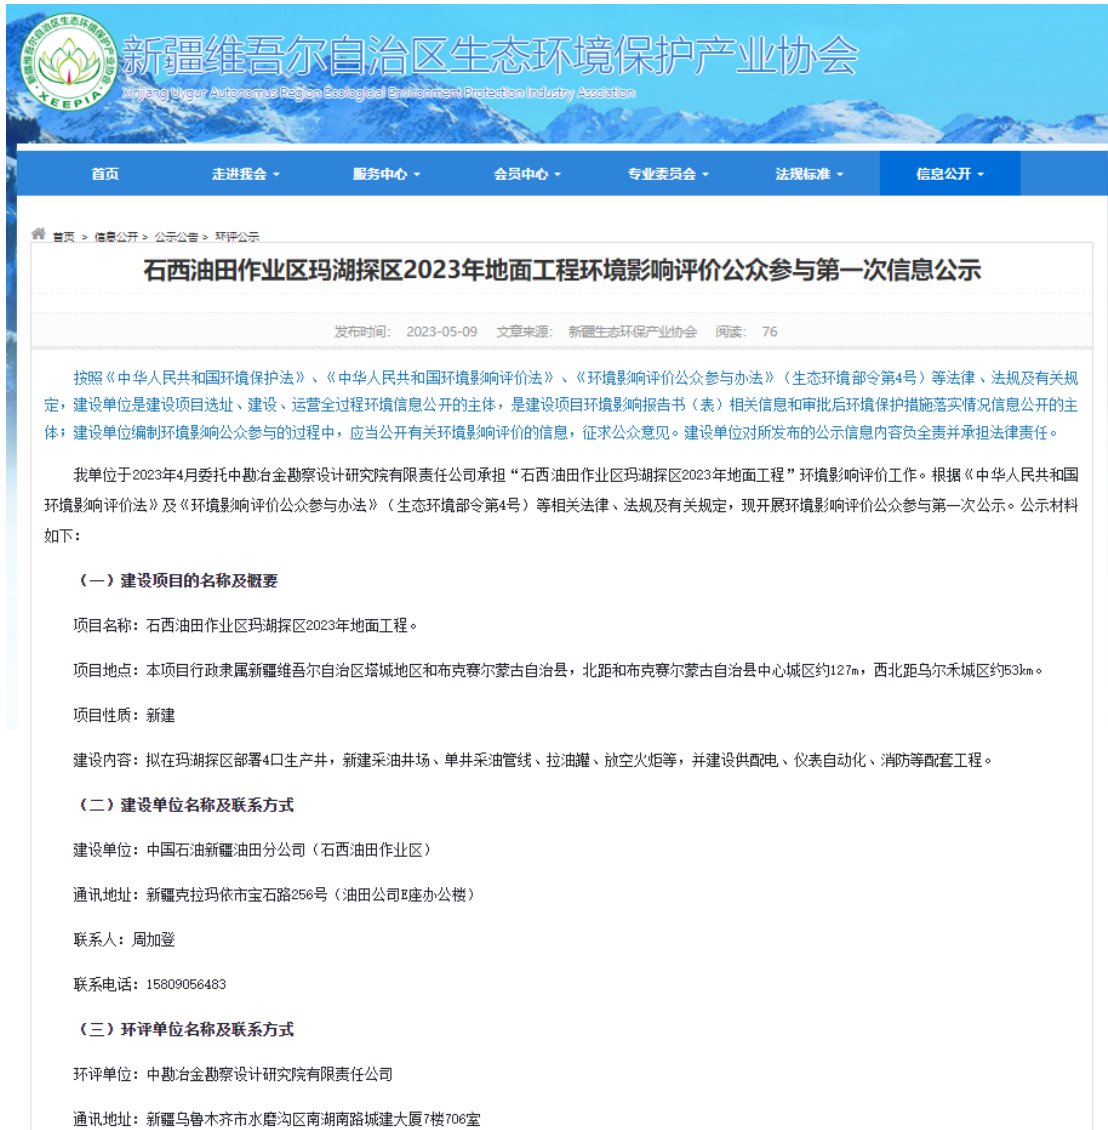 新疆维吾尔自治区生态环境保护产业协会
Xinjiang Uygur Autonomus Region Ecologicial Environment Protection Industry Assciation
XEEPIA
首页 走进我会 服务中心 会员中心 专业委员会 法规标准 信息公开
首页 > 信息公开 > 公示公告 > 环评公示
石西油田作业区玛湖探区2023年地面工程环境影响评价公众参与第一次信息公示
发布时间: 2023-05-09 文章来源: 新疆生态环保产业协会 阅读: 76
按照《中华人民共和国环境保护法》、《中华人民共和国环境影响评价法》、《环境影响评价公众参与办法》（生态环境部令第4号）等法律、法规及有关规
定，建设单位是建设项目选址、建设、运营全过程环境信息公开的主体，是建设项目环境影响报告书（表）相关信息和审批后环境保护措施落实情况信息公开的主
体；建设单位编制环境影响公众参与的过程中，应当公开有关环境影响评价的信息，征求公众意见。建设单位对所发布的公示信息内容负全责并承担法律责任。
我单位于2023年4月委托中勘冶金勘察设计研究院有限责任公司承担“石西油田作业区玛湖探区2023年地面工程”环境影响评价工作。根据《中华人民共和国
环境影响评价法》及《环境影响评价公众参与办法》（生态环境部令第4号）等相关法律、法规及有关规定，现开展环境影响评价公众参与第一次公示。公示材料
如下：
（一）建设项目的名称及概要
项目名称：石西油田作业区玛湖探区2023年地面工程。
项目地点：本项目行政隶属新疆维吾尔自治区塔城地区和布克赛尔蒙古自治县，北距和布克赛尔蒙古自治县中心城区约127m，西北距乌尔禾城区约53km。
项目性质：新建
建设内容：拟在玛湖探区部署4口生产井，新建采油井场、单井采油管线、拉油罐、放空火炬等，并建设供配电、仪表自动化、消防等配套工程。
（二）建设单位名称及联系方式
建设单位：中国石油新疆油田分公司（石西油田作业区）
通讯地址：新疆克拉玛依市宝石路256号（油田公司E座办公楼）
联系人：周加登
联系电话：15809056483
（三）环评单位名称及联系方式
环评单位：中勘冶金勘察设计研究院有限责任公司
通讯地址：新疆乌鲁木齐市水磨沟区南湖南路城建大厦7楼706室